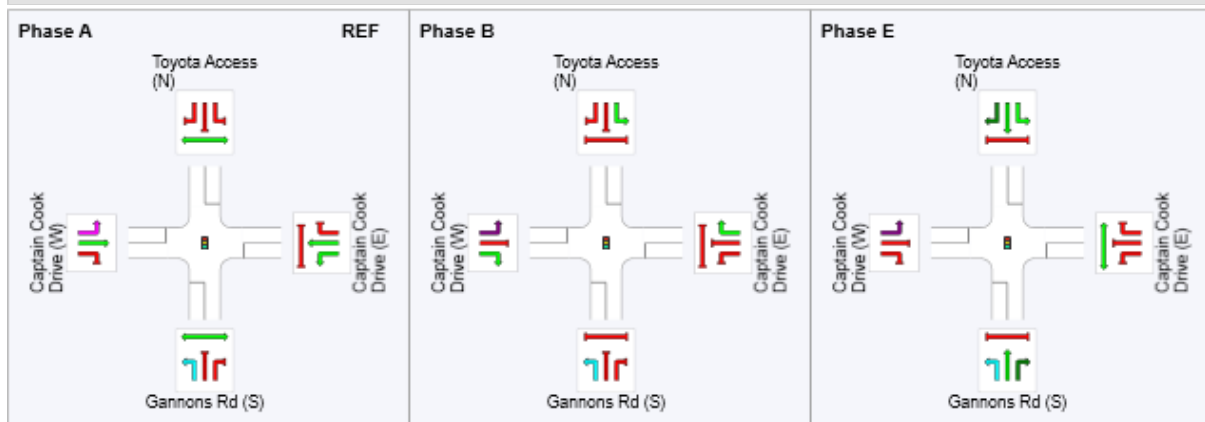 Phase A
REF
Toyota Access
(N)
Captain Cook
Drive (W)
Captain Cook
Drive (E)
Gannons Rd (S)
Phase B
Toyota Access
(N)
Captain Cook
Drive (W)
Captain Cook
Drive (E)
Gannons Rd (S)
Phase E
Toyota Access
(N)
Captain Cook
Drive (W)
Captain Cook
Drive (E)
Gannons Rd (S)